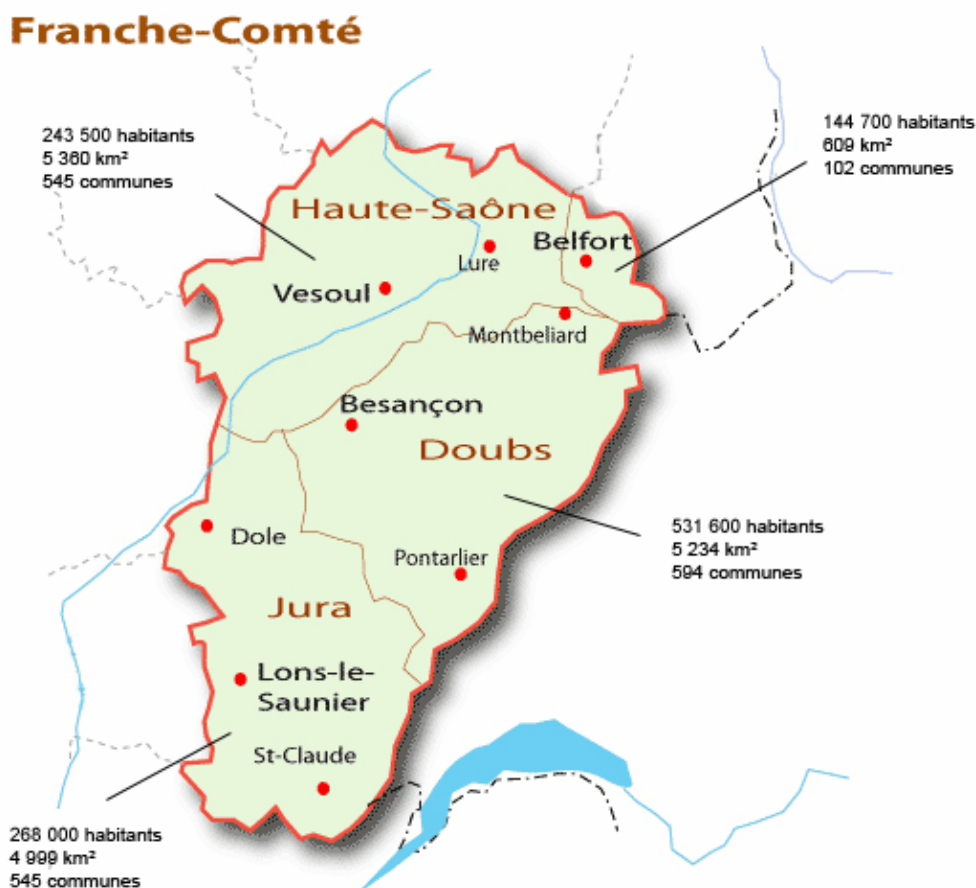 Franche-Comté
243 500 habitants
5 360 km²
545 communes
144 700 habitants
609 km²
102 communes
Haute-Saône
Belfort
Lure
Vesoul
Montbeliard
Besançon
Doubs
531 600 habitants
5 234 km²
594 communes
Dole
Pontarlier
Jura
Lons-le-
Saunier
St-Claude
268 000 habitants
4 999 km²
545 communes